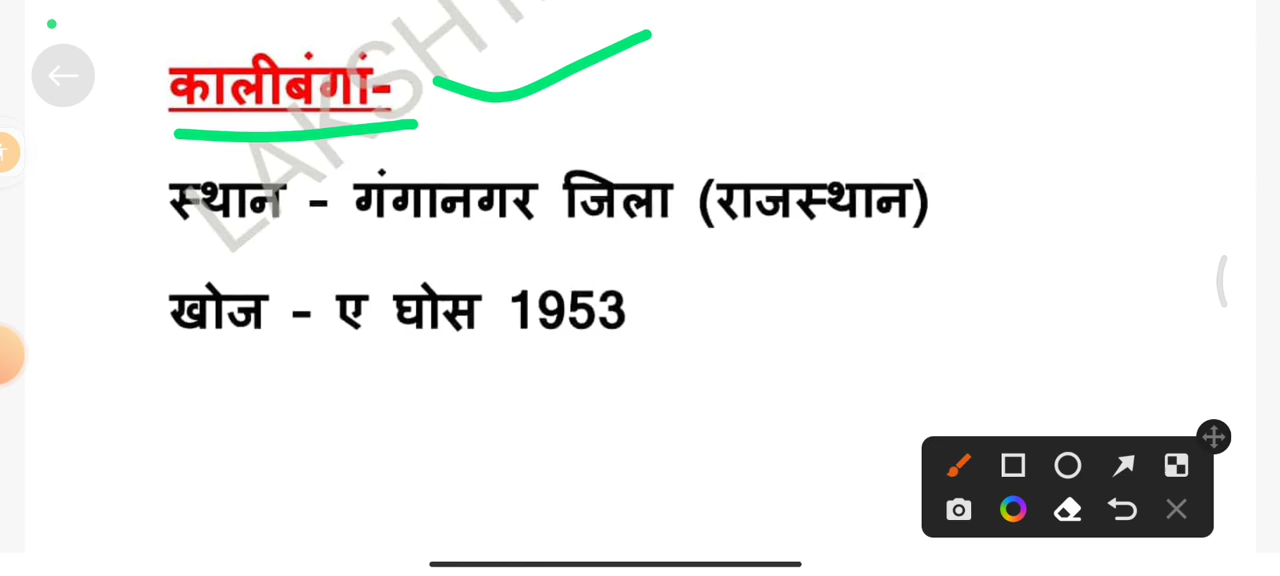 कालीबंगां-
स्थान - गंगानगर जिला (राजस्थान)
खोज - ए घोस 1953